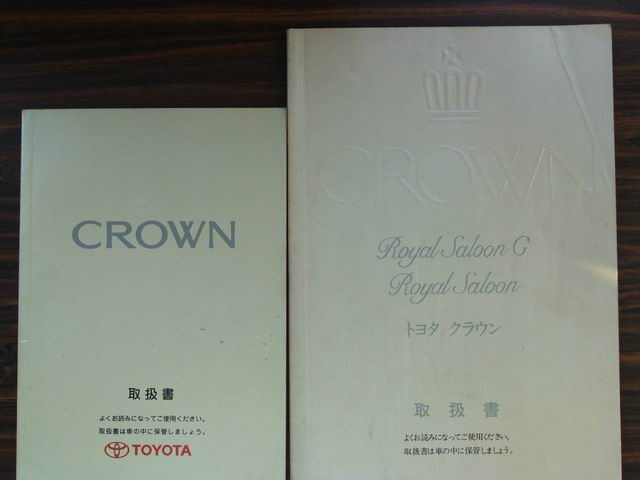 CROWN
取扱書
よくお読みになってご使用ください。
取扱書は車の中に保管しましょう。
TOYOTA
CROWN
Royal Saloon G
Royal Saloon
トヨタ クラウン
取扱書
よくお読みになってご使用ください。
取扱書は車の中に保管しましょう。